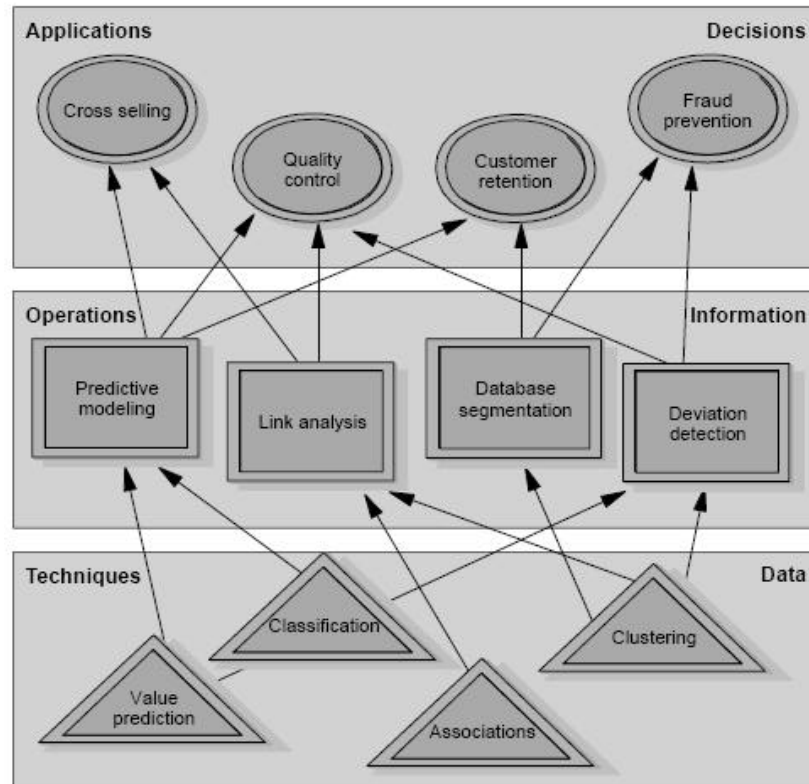 Applications
Decisions
Cross selling
Fraud
prevention
Quality
control
Customer
retention
Operations
Information
Predictive
modeling
Link analysis
Database
segmentation
Deviation
detection
Techniques
Data
Classification
Clustering
Value
prediction
Associations